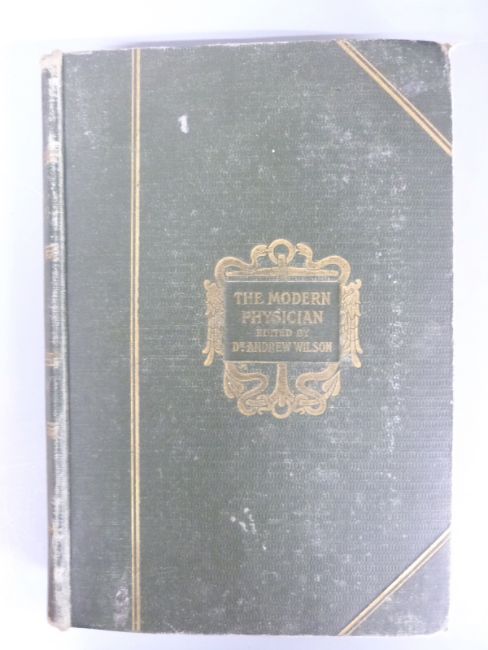 THE MODERN
PHYSICIAN
EDITED BY
DR ANDREW WILSON